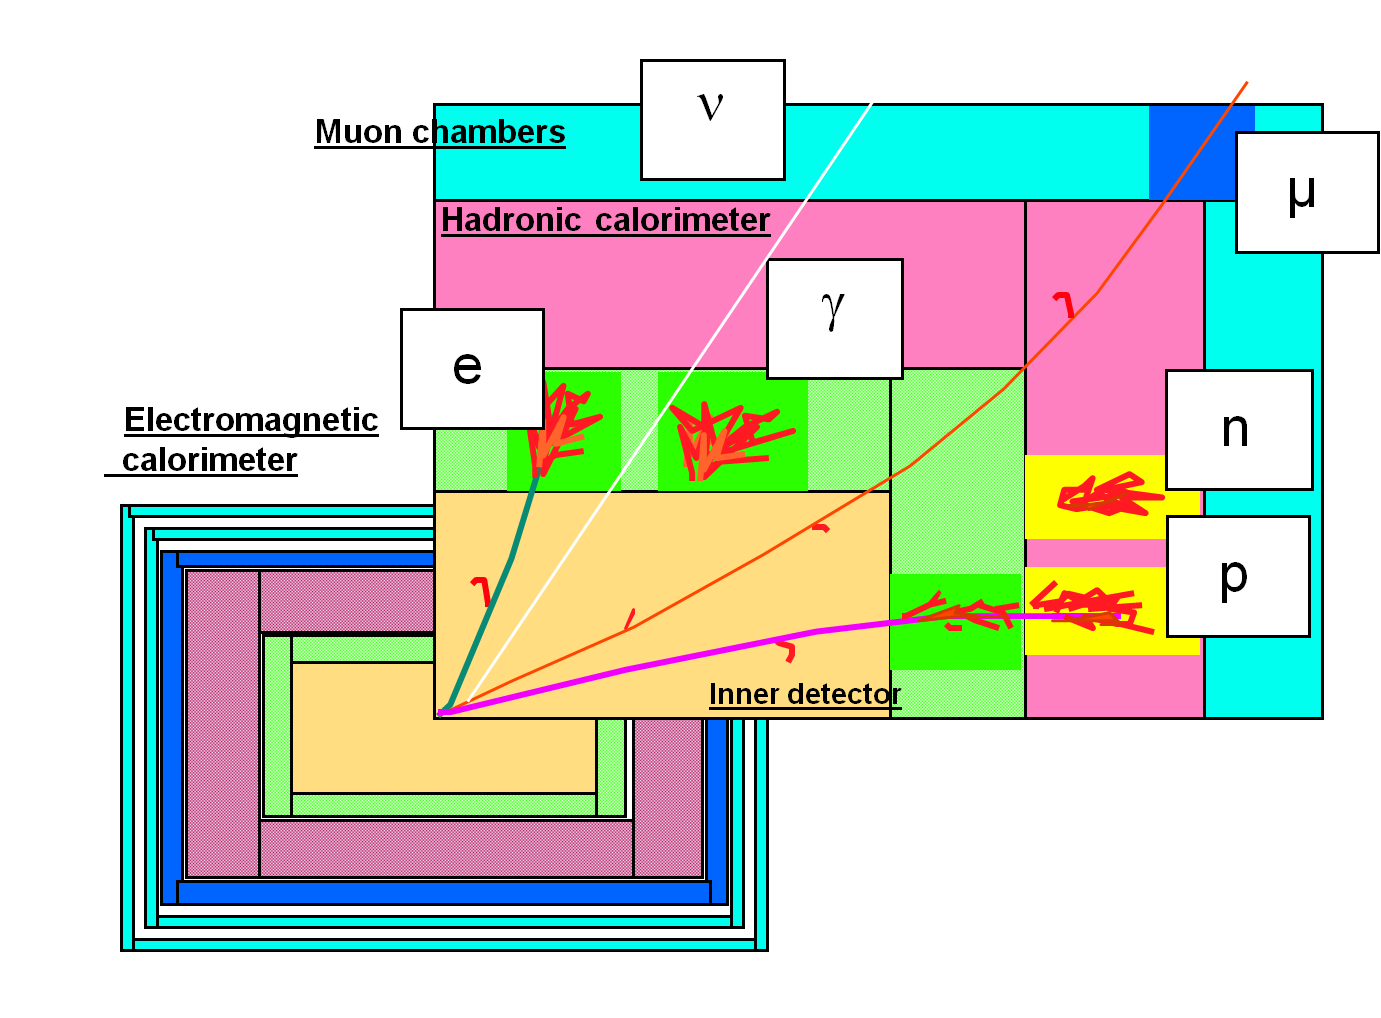 ν
Muon chambers
μ
Hadronic calorimeter
γ
e
Electromagnetic
calorimeter
n
p
Inner detector